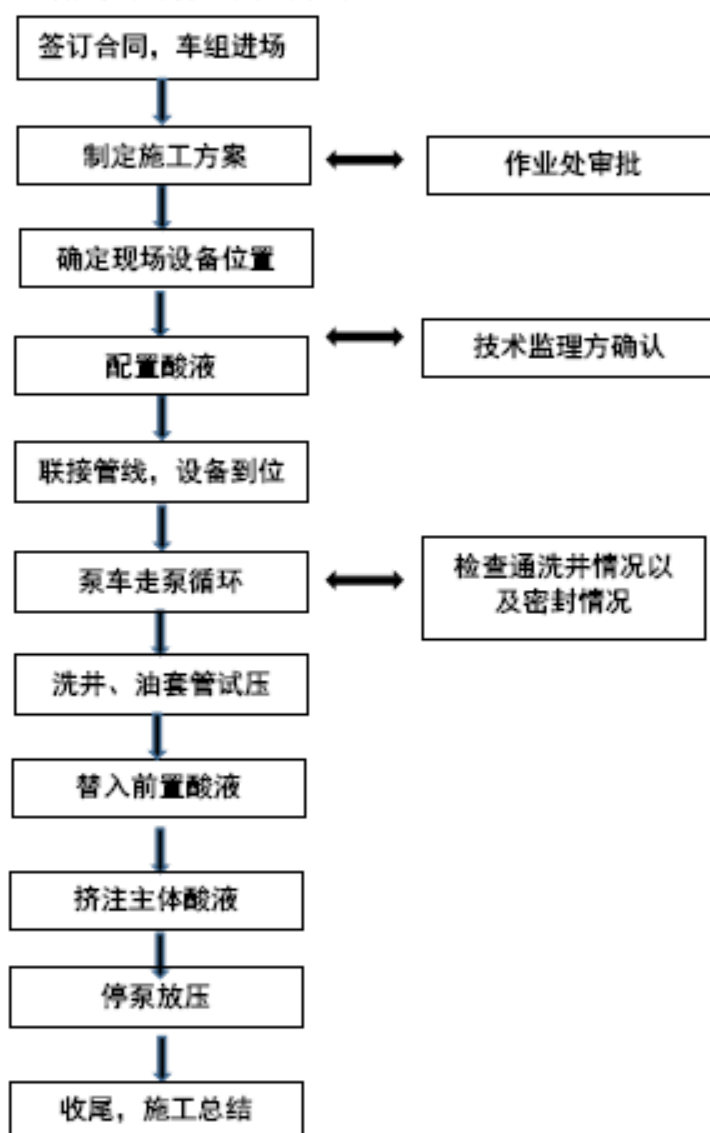 签订合同，车组进场
制定施工方案
作业处审批
确定现场设备位置
技术监理方确认
配置酸液
联接管线，设备到位
泵车走泵循环
检查通洗井情况以
及密封情况
洗井、油套管试压
替入前置酸液
挤注主体酸液
停泵放压
收尾，施工总结